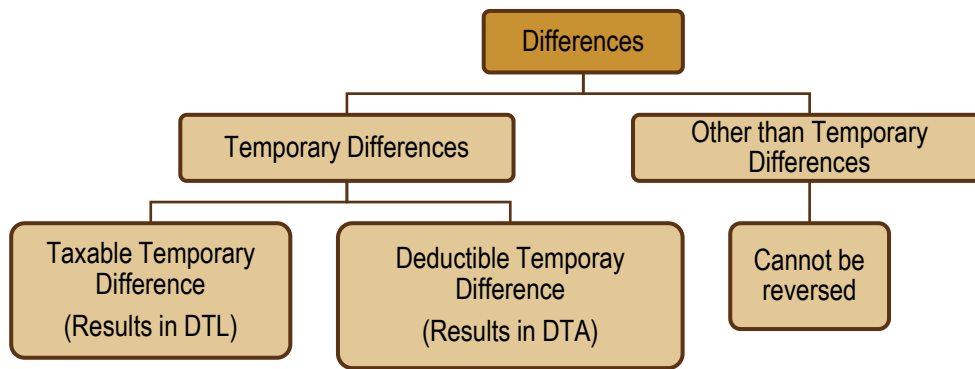 Differences
Temporary Differences
Other than Temporary
Differences
Taxable Temporary
Difference
(Results in DTL)
Deductible Temporay
Difference
(Results in DTA)
Cannot be
reversed